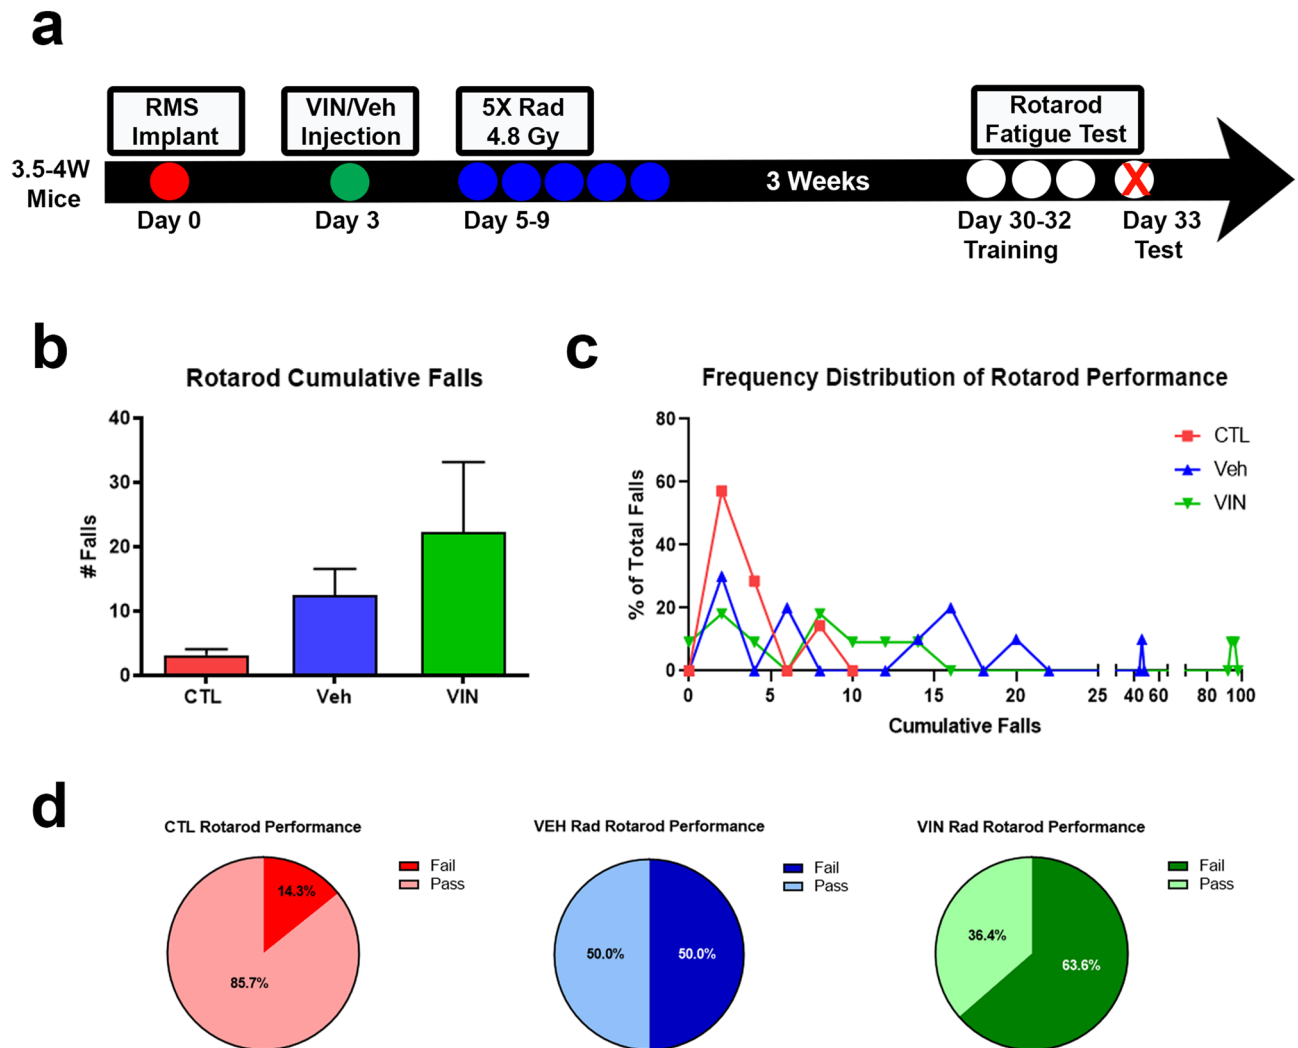 a
RMS
Implant
VIN/Veh
Injection
5X Rad
4.8 Gy
Rotarod
Fatigue Test
3.5-4W
Mice
3 Weeks
X
Day 0
Day 3
Day 5-9
Day 30-32
Training
Day 33
Test
b
Rotarod Cumulative Falls
# Falls
40
30
20
10
0
CTL
Veh
VIN
c
Frequency Distribution of Rotarod Performance
% of Total Falls
80
60
40
20
0
CTL
Veh
VIN
0 5 10 15 20 25 40 60 80 100
Cumulative Falls
d
CTL Rotarod Performance
14.3%
85.7%
Fail
Pass
VEH Rad Rotarod Performance
50.0%
50.0%
Fail
Pass
VIN Rad Rotarod Performance
36.4%
63.6%
Fail
Pass